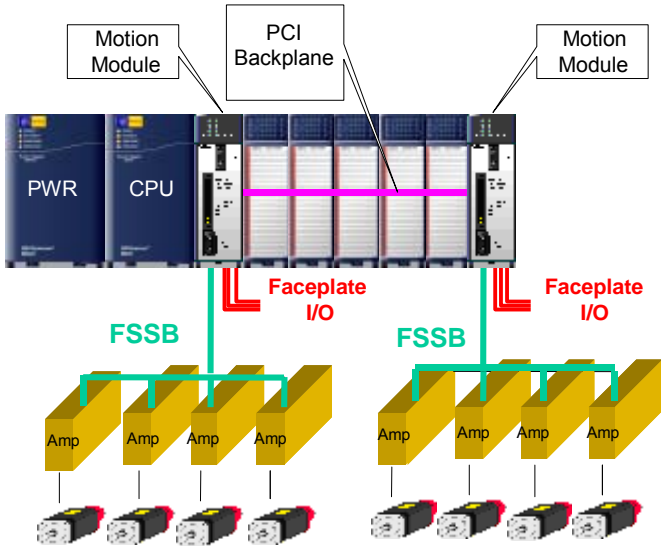 Motion
Module
PCI
Backplane
Motion
Module
PWR
CPU
Faceplate
I/O
Faceplate
I/O
FSSB
FSSB
Amp
Amp
Amp
Amp
Amp
Amp
Amp
Amp